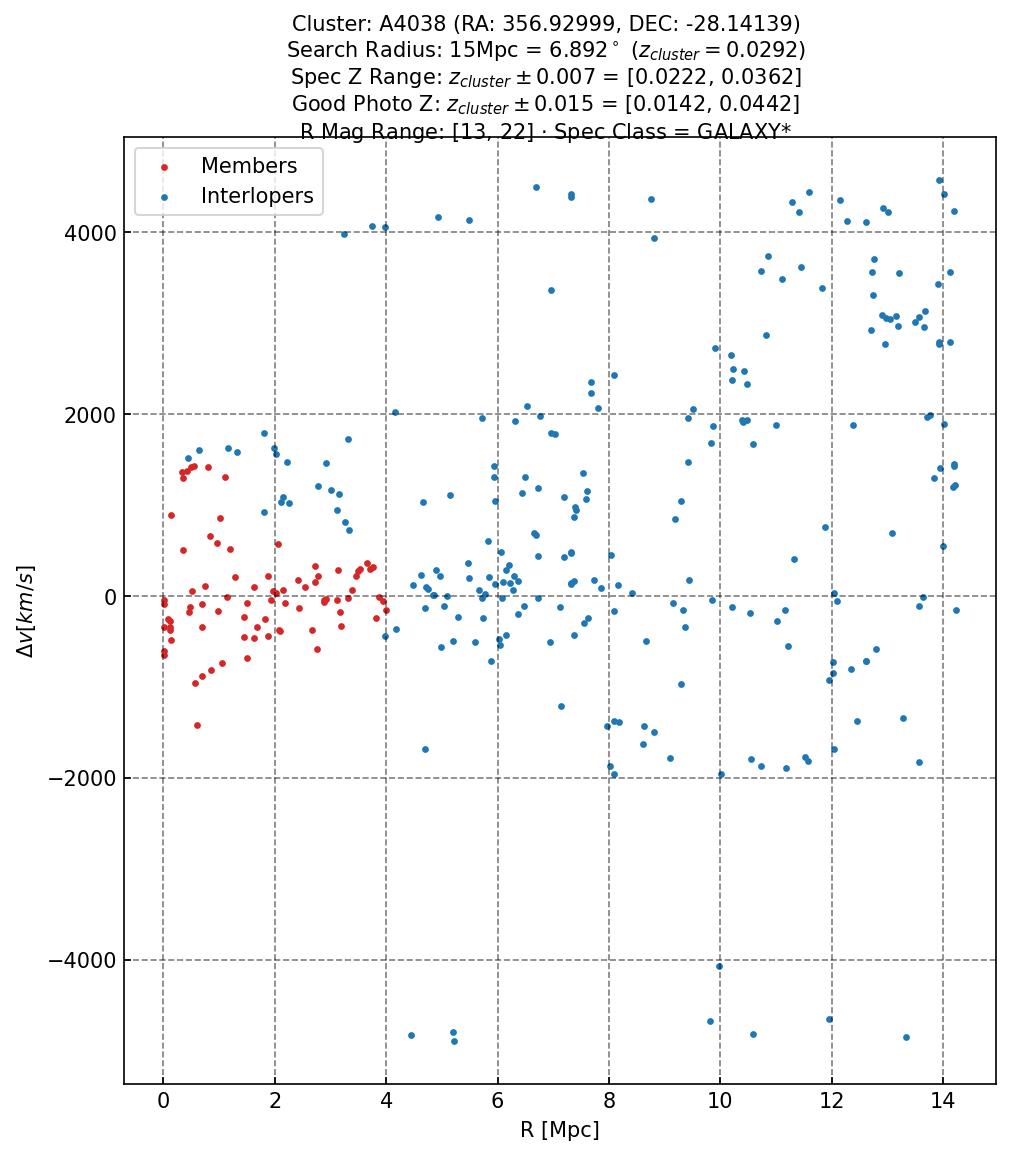 Cluster: A4038 (RA: 356.92999, DEC: -28.14139)
Search Radius: 15Mpc = 6.892° (z_cluster = 0.0292)
Spec Z Range: z_cluster ± 0.007 = [0.0222, 0.0362]
Good Photo Z: z_cluster ± 0.015 = [0.0142, 0.0442]
R Mag Range: [13, 22] · Spec Class = GALAXY*
Members
Interlopers
4000
2000
0
−2000
−4000
Δv[km/s]
0 2 4 6 8 10 12 14
R [Mpc]